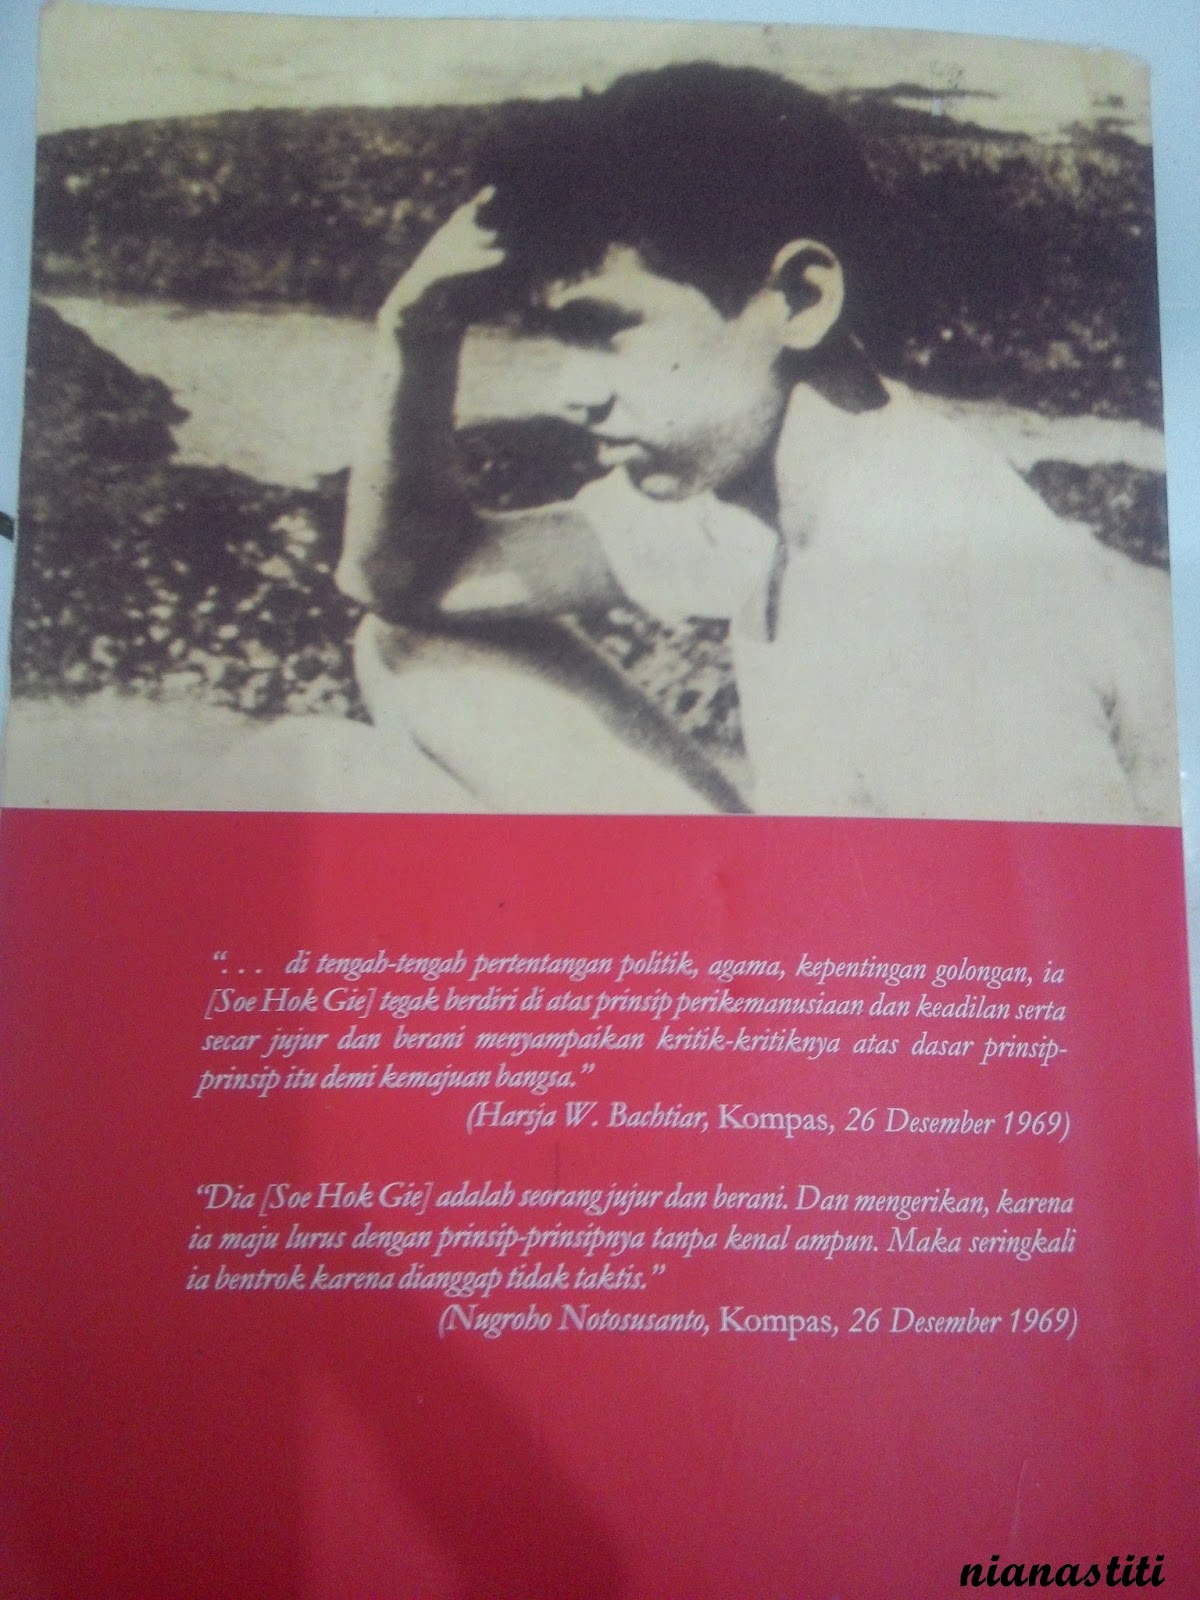 “. . . di tengah-tengah pertentangan politik, agama, kepentingan golongan, ia
[Soe Hok Gie] tegak berdiri di atas prinsip perikemanusiaan dan keadilan serta
secar jujur dan berani menyampaikan kritik-kritiknya atas dasar prinsip-
prinsip itu demi kemajuan bangsa.”
(Harsja W. Bachtiar, Kompas, 26 Desember 1969)
“Dia [Soe Hok Gie] adalah seorang jujur dan berani. Dan mengerikan, karena
ia maju lurus dengan prinsip-prinsipnya tanpa kenal ampun. Maka seringkali
ia bentrok karena dianggap tidak taktis.”
(Nugroho Notosusanto, Kompas, 26 Desember 1969)
nianastiti